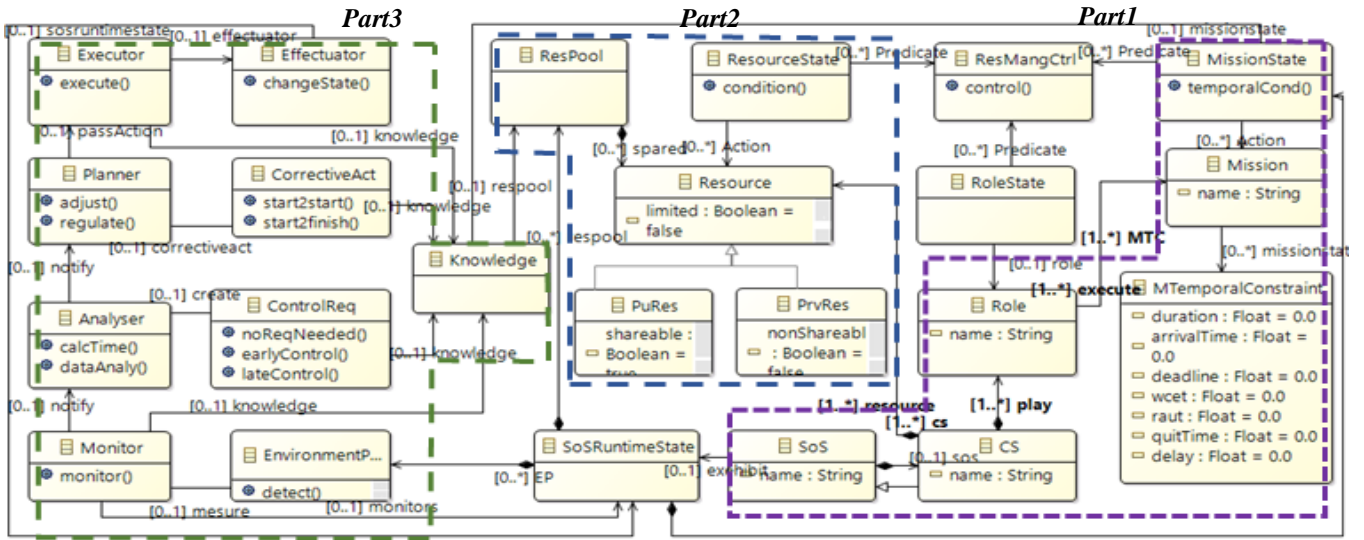 Part3
Part2
Part1
[0..1] sosruntimestate
[0..1] effectuator
[0..1] missionstate
Executor
execute()
Effectuator
changeState()
ResPool
ResourceState
condition()
[0..*] Predicate
ResMangCtrl
control()
[0..*] Predicate
MissionState
temporalCond()
[0..1] passAction
[0..1] knowledge
[0..*] spared
[0..*] Action
[0..*] Predicate
[0..*] Action
Planner
adjust()
regulate()
CorrectiveAct
start2start()
start2finish()
[0..1] respool
Resource
limited : Boolean =
false
RoleState
Mission
name : String
[0..1] knowledge
[0..1] correctiveact
[0..*] respool
[1..*] MTC
[0..*] missionstat
[0..1] notify
Knowledge
[0..1] role
[1..*] execute
[0..1] create
Analyser
calcTime()
dataAnaly()
ControlReq
noReqNeeded()
earlyControl()
lateControl()
[0..1] knowledge
PuRes
shareable :
Boolean =
true
PrvRes
nonShareabl
: Boolean =
false
Role
name : String
MTemporalConstraint
duration : Float = 0.0
arrivalTime : Float =
0.0
deadline : Float = 0.0
wcet : Float = 0.0
raut : Float = 0.0
quitTime : Float = 0.0
delay : Float = 0.0
[0..1] notify
[0..1] knowledge
[1..*] resource
[1..*] play
[1..*] cs
Monitor
monitor()
EnvironmentP...
detect()
[0..*] EP
SoSRuntimeState
[0..1] exhibit
SoS
name : String
[0..1] sos
CS
name : String
[0..1] mesure
[0..1] monitors